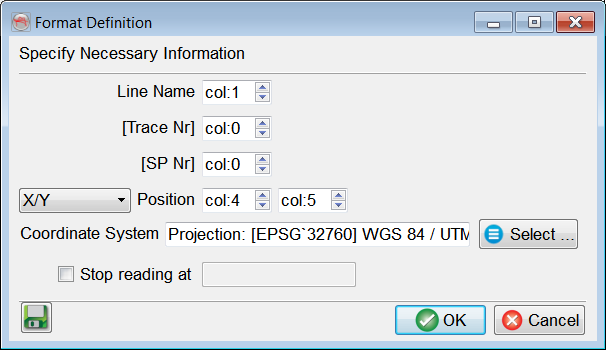 Format Definition
Specify Necessary Information
Line Name col:1
[Trace Nr] col:0
[SP Nr] col:0
X/Y Position col:4 col:5
Coordinate System Projection: [EPSG`32760] WGS 84 / UTM Select ...
Stop reading at
OK Cancel